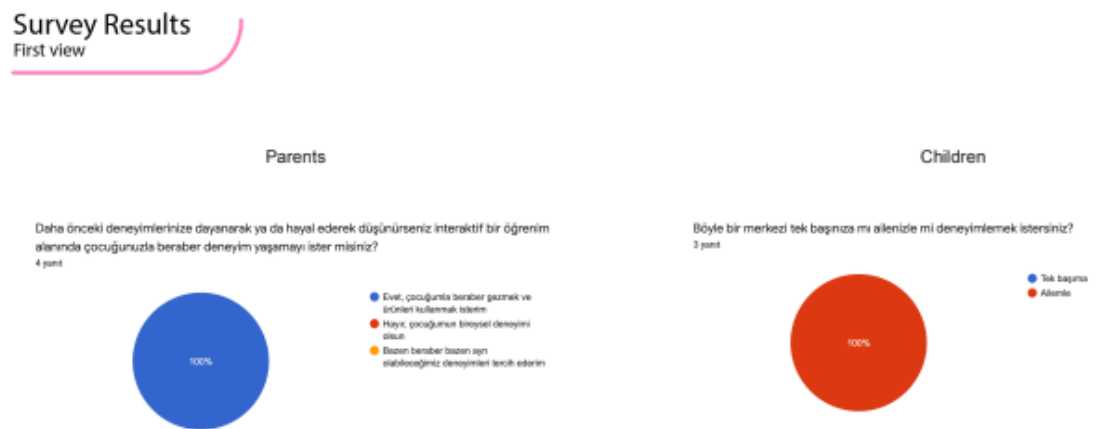 Survey Results
First view
Parents
Daha önceki deneyimlerinize dayanarak ya da hayal ederek düşünürseniz interaktif bir öğrenim
alanında çocuğunuzla beraber deneyim yaşamayı ister misiniz?
4 yanıt
100%
Evet, çocuğumla beraber gezmek ve
ürünleri kullanmak isterim
Hayır, çocuğumun bireysel deneyimi
olsun
Bazen beraber bazen ayrı
olabileceğimiz deneyimleri tercih ederim
Children
Böyle bir merkezi tek başınıza mı ailenizle mi deneyimlemek istersiniz?
3 yanıt
100%
Tek başıma
Ailemle